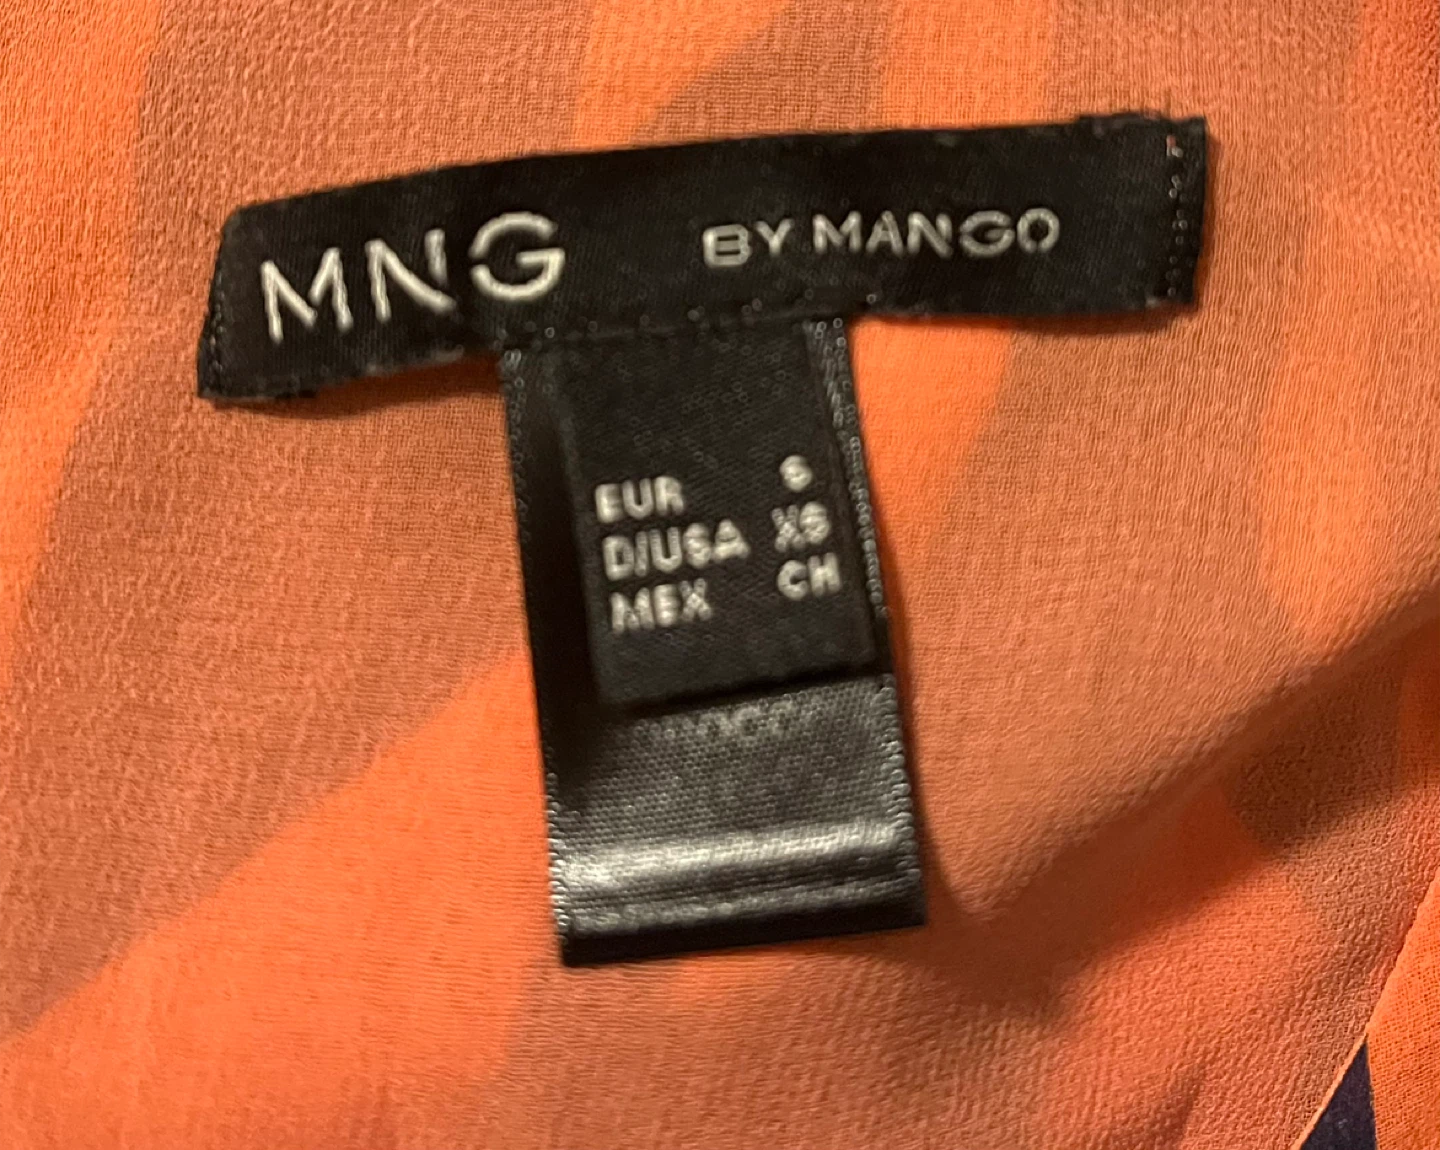 MNG BY MANGO
EUR S
D/USA XS
MEX CH